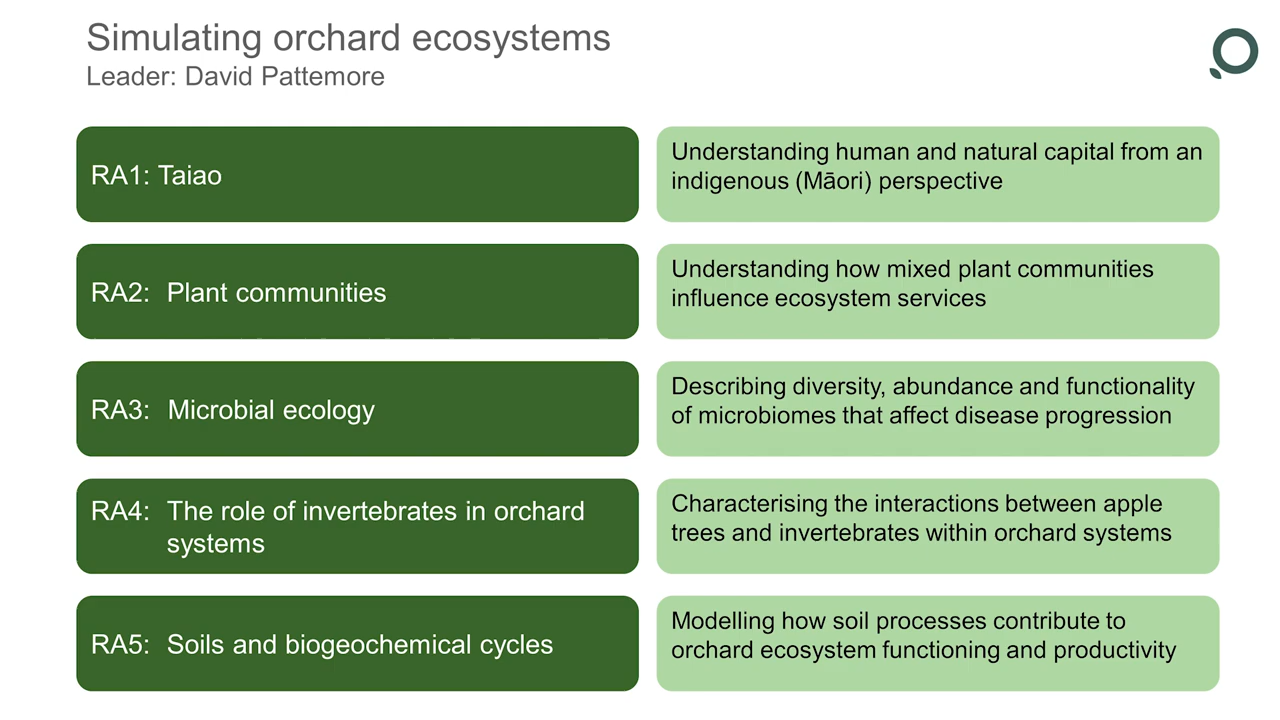 Simulating orchard ecosystems
Leader: David Pattemore
RA1: Taiao
Understanding human and natural capital from an
indigenous (Māori) perspective
RA2: Plant communities
Understanding how mixed plant communities
influence ecosystem services
RA3: Microbial ecology
Describing diversity, abundance and functionality
of microbiomes that affect disease progression
RA4: The role of invertebrates in orchard
systems
Characterising the interactions between apple
trees and invertebrates within orchard systems
RA5: Soils and biogeochemical cycles
Modelling how soil processes contribute to
orchard ecosystem functioning and productivity